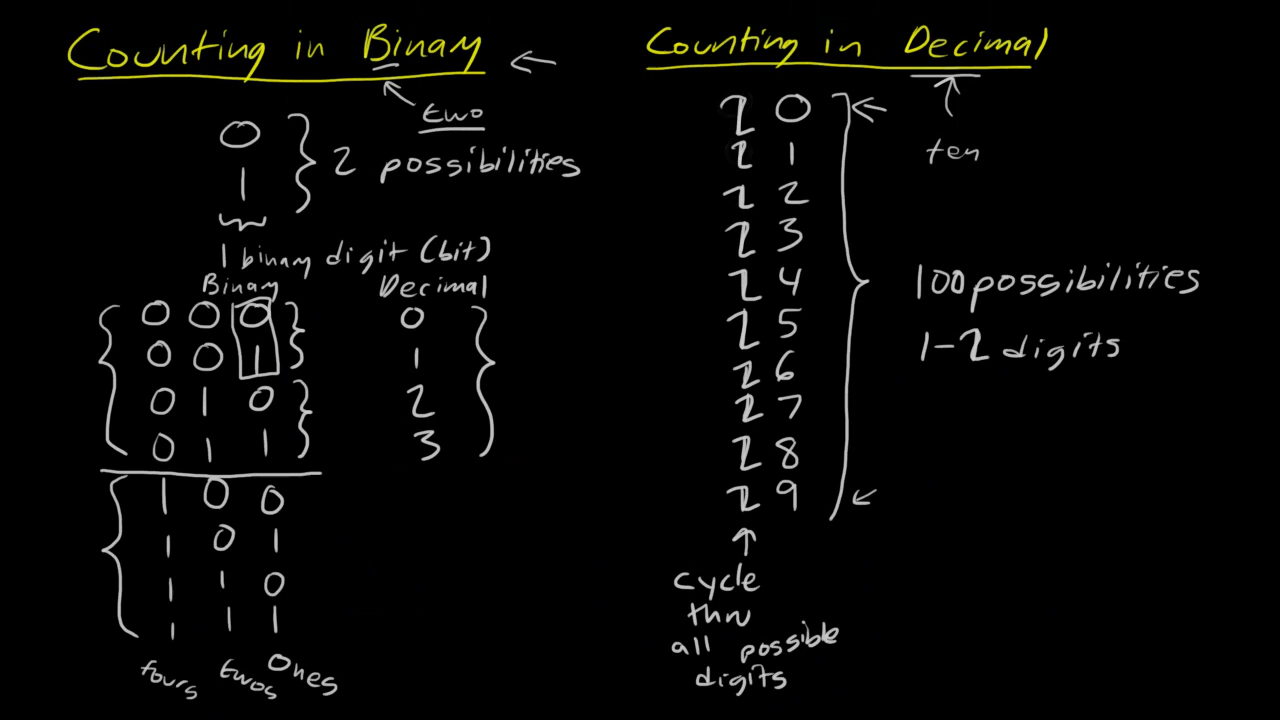 Counting in Binary
two
0
1
2 possibilities
1 binary digit (bit)
Binary Decimal
0 0 0 0
0 0 1 1
0 1 0 2
0 1 1 3
1 0 0
1 0 1
1 1 0
1 1 1
fours twos ones
Counting in Decimal
ten
2 0
2 1
2 2
2 3
2 4
2 5
2 6
2 7
2 8
2 9
100 possibilities
1-2 digits
cycle
thru
all possible
digits